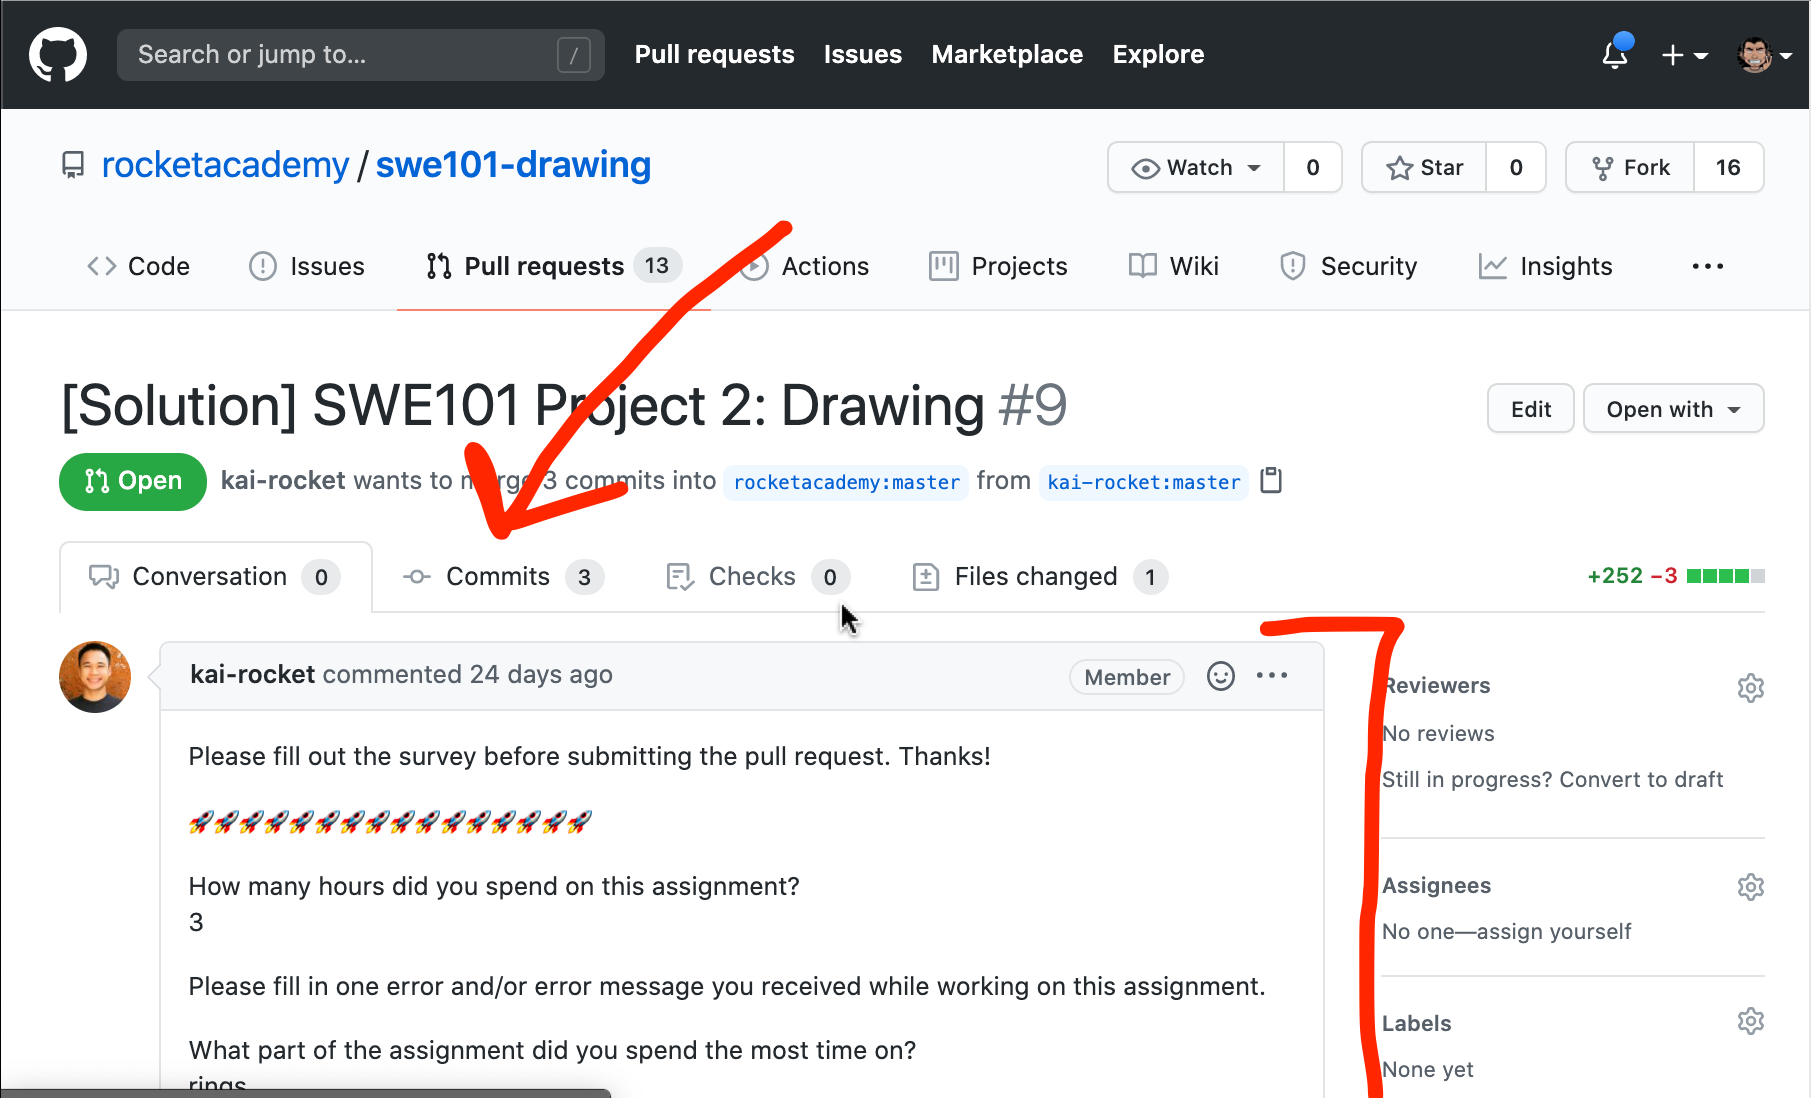 Search or jump to... /
Pull requests Issues Marketplace Explore
rocketacademy / swe101-drawing
Watch 0 Star 0 Fork 16
Code Issues Pull requests 13 Actions Projects Wiki Security Insights
[Solution] SWE101 Project 2: Drawing #9
Edit Open with
Open kai-rocket wants to merge 3 commits into rocketacademy:master from kai-rocket:master
Conversation 0 Commits 3 Checks 0 Files changed 1
+252 −3
kai-rocket commented 24 days ago Member
Please fill out the survey before submitting the pull request. Thanks!
🚀🚀🚀🚀🚀🚀🚀🚀🚀🚀🚀🚀🚀🚀🚀🚀
How many hours did you spend on this assignment?
3
Please fill in one error and/or error message you received while working on this assignment.
What part of the assignment did you spend the most time on?
rings
Reviewers
No reviews
Still in progress? Convert to draft
Assignees
No one—assign yourself
Labels
None yet